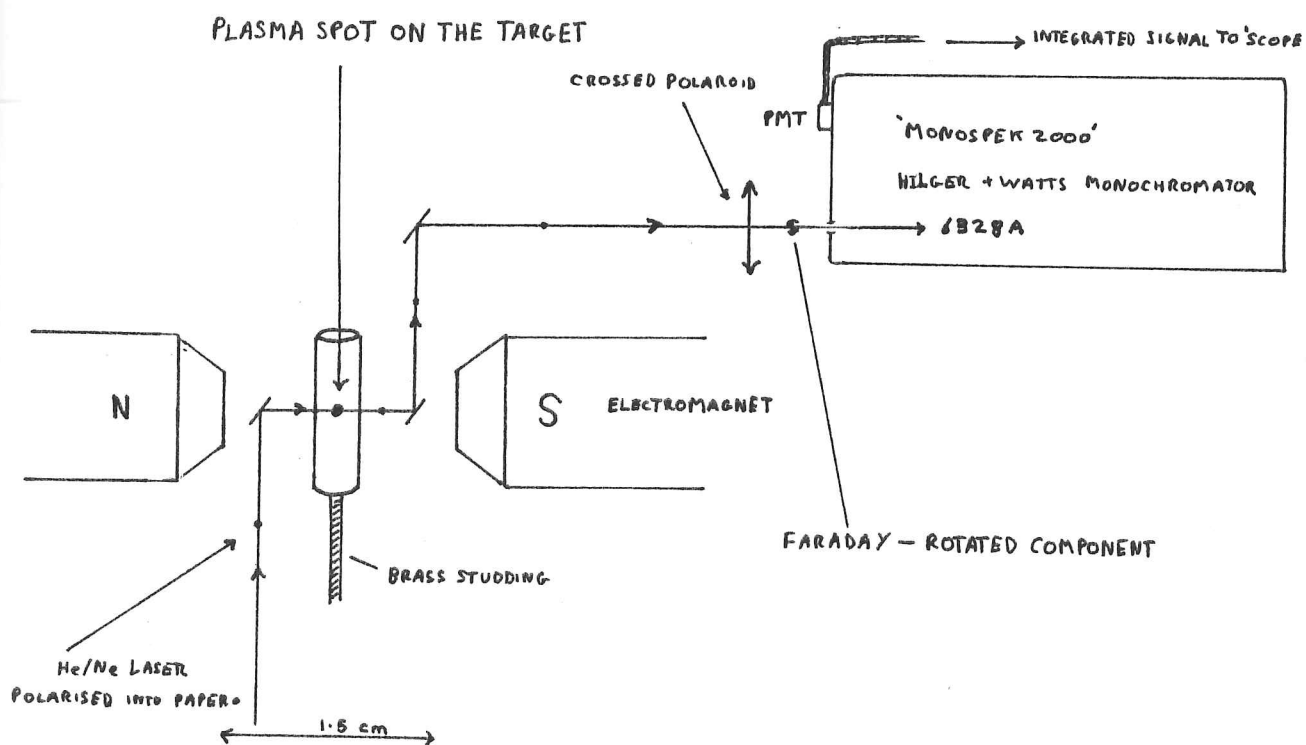 PLASMA SPOT ON THE TARGET
INTEGRATED SIGNAL TO 'SCOPE
CROSSED POLAROID
PMT
'MONOSPEK 2000'
HILGER + WATTS MONOCHROMATOR
6328A
N
S
ELECTROMAGNET
FARADAY - ROTATED COMPONENT
BRASS STUDDING
He/Ne LASER
POLARISED INTO PAPER
1.5 cm